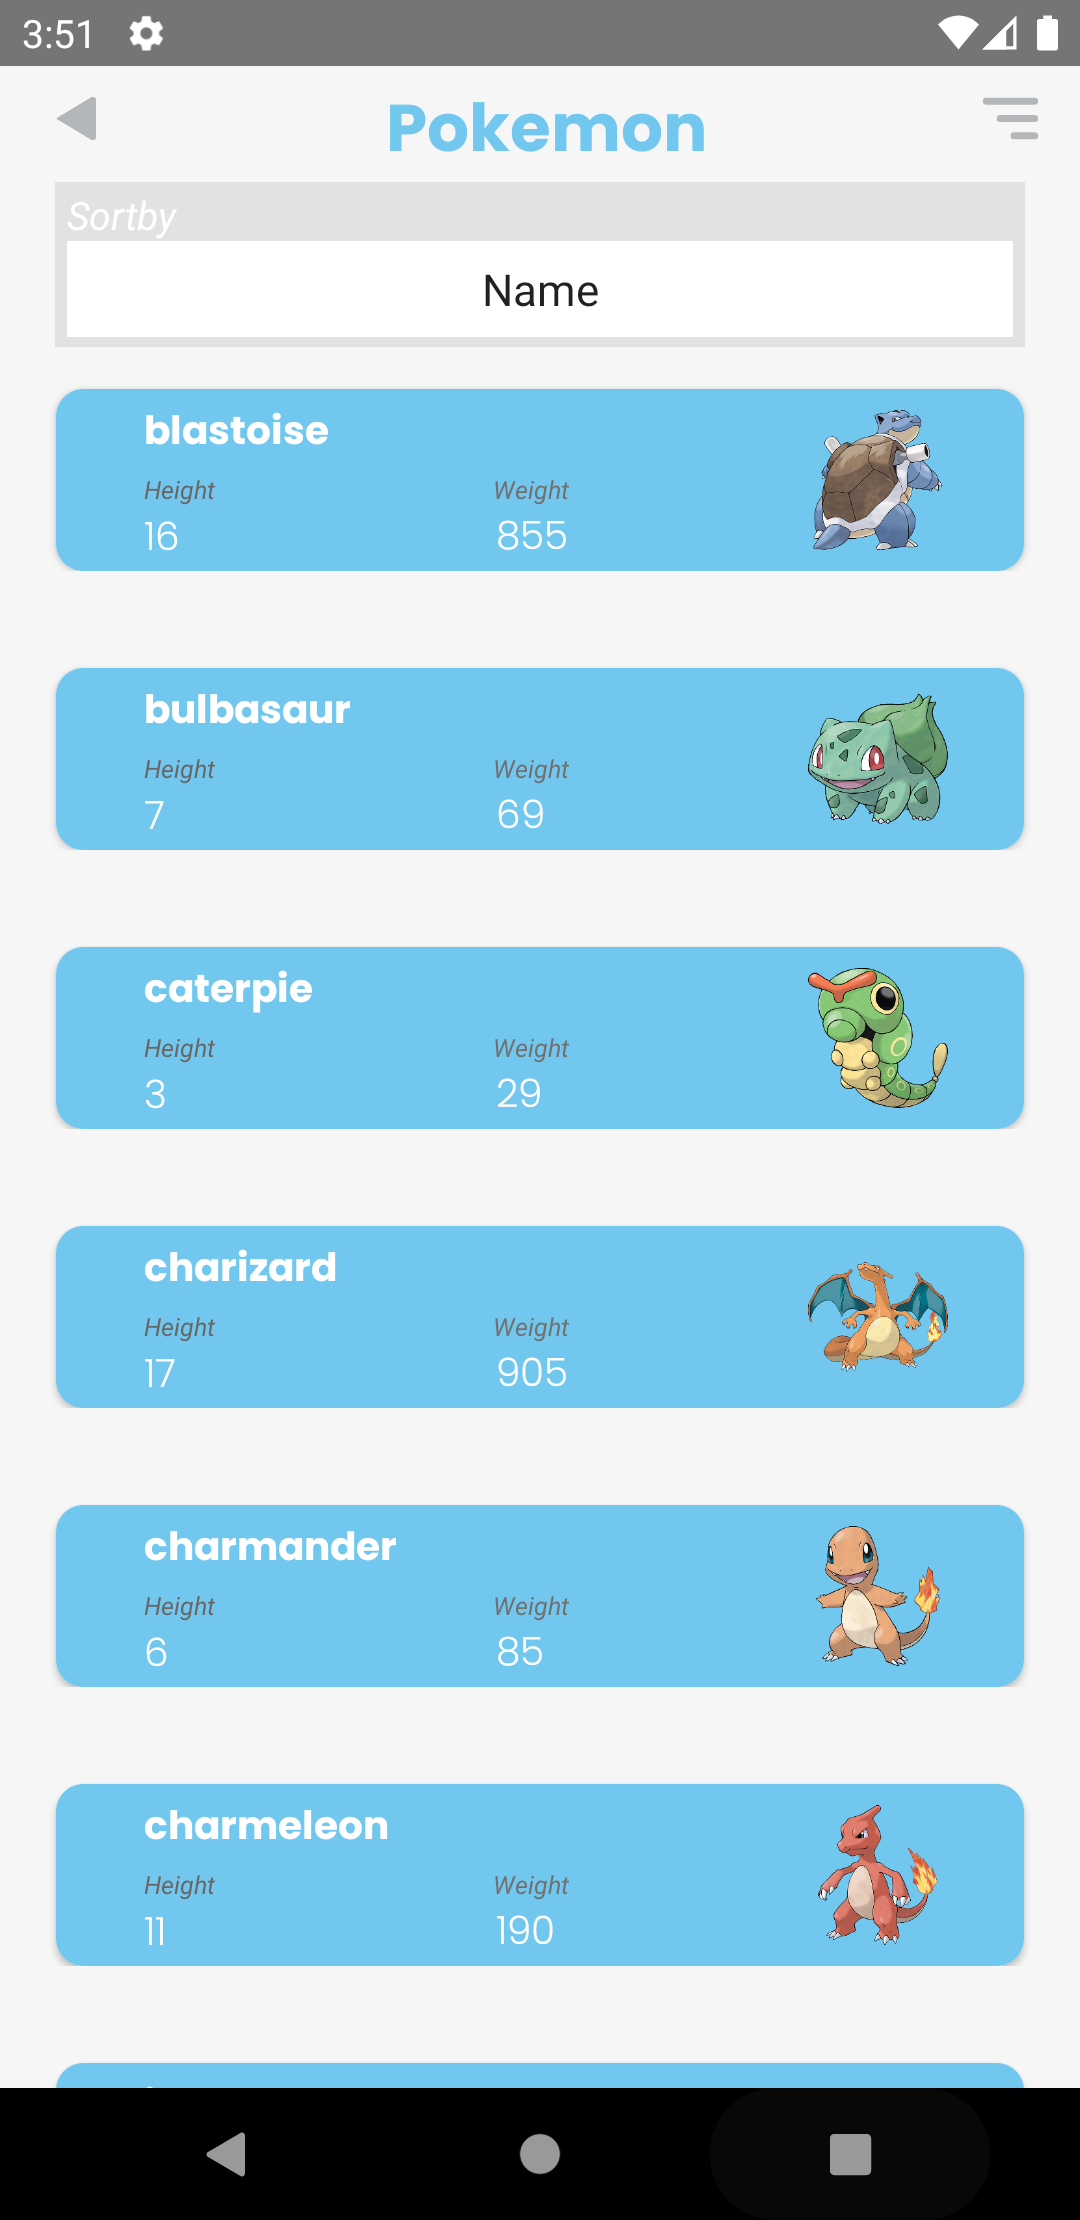 3:51
Pokemon
Sortby
Name
blastoise
Height Weight
16 855
bulbasaur
Height Weight
7 69
caterpie
Height Weight
3 29
charizard
Height Weight
17 905
charmander
Height Weight
6 85
charmeleon
Height Weight
11 190